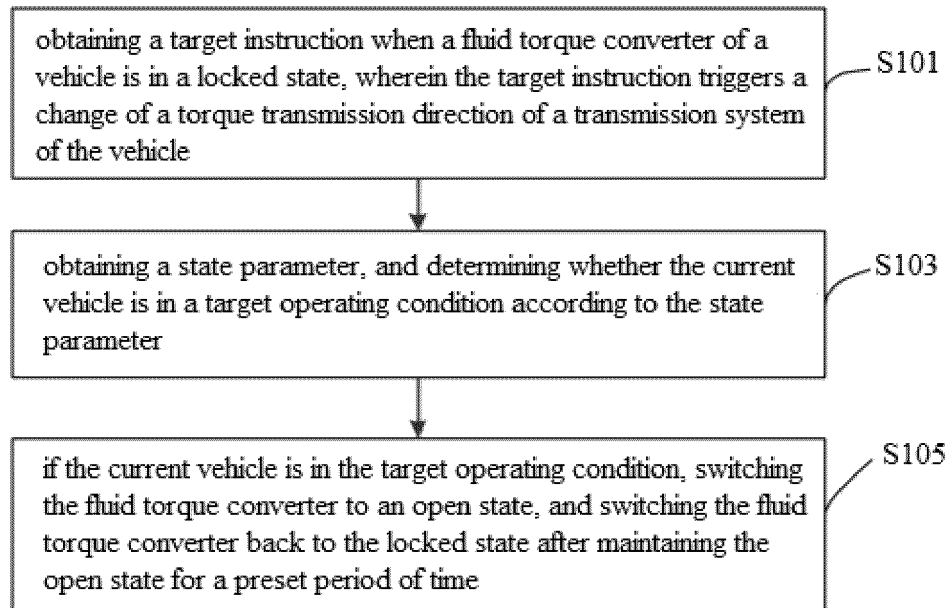 obtaining a target instruction when a fluid torque converter of a
vehicle is in a locked state, wherein the target instruction triggers a
change of a torque transmission direction of a transmission system
of the vehicle
S101
obtaining a state parameter, and determining whether the current
vehicle is in a target operating condition according to the state
parameter
S103
if the current vehicle is in the target operating condition, switching
the fluid torque converter to an open state, and switching the fluid
torque converter back to the locked state after maintaining the
open state for a preset period of time
S105